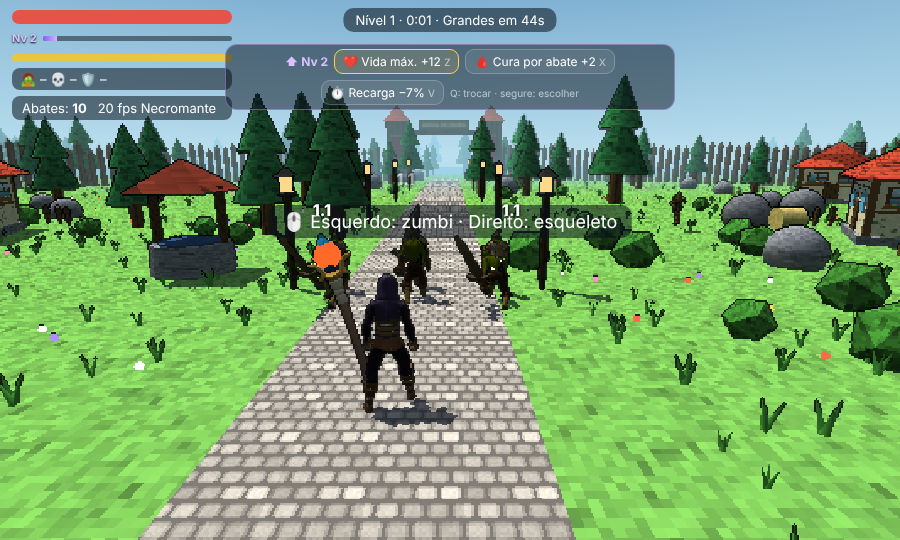 Nível 1 · 0:01 · Grandes em 44s
Nv 2
Nv 2 Vida máx. +12 Z Cura por abate +2 X
Recarga −7% V Q: trocar · segure: escolher
– – –
Abates: 10 20 fps Necromante
1.1 1.1
Esquerdo: zumbi · Direito: esqueleto